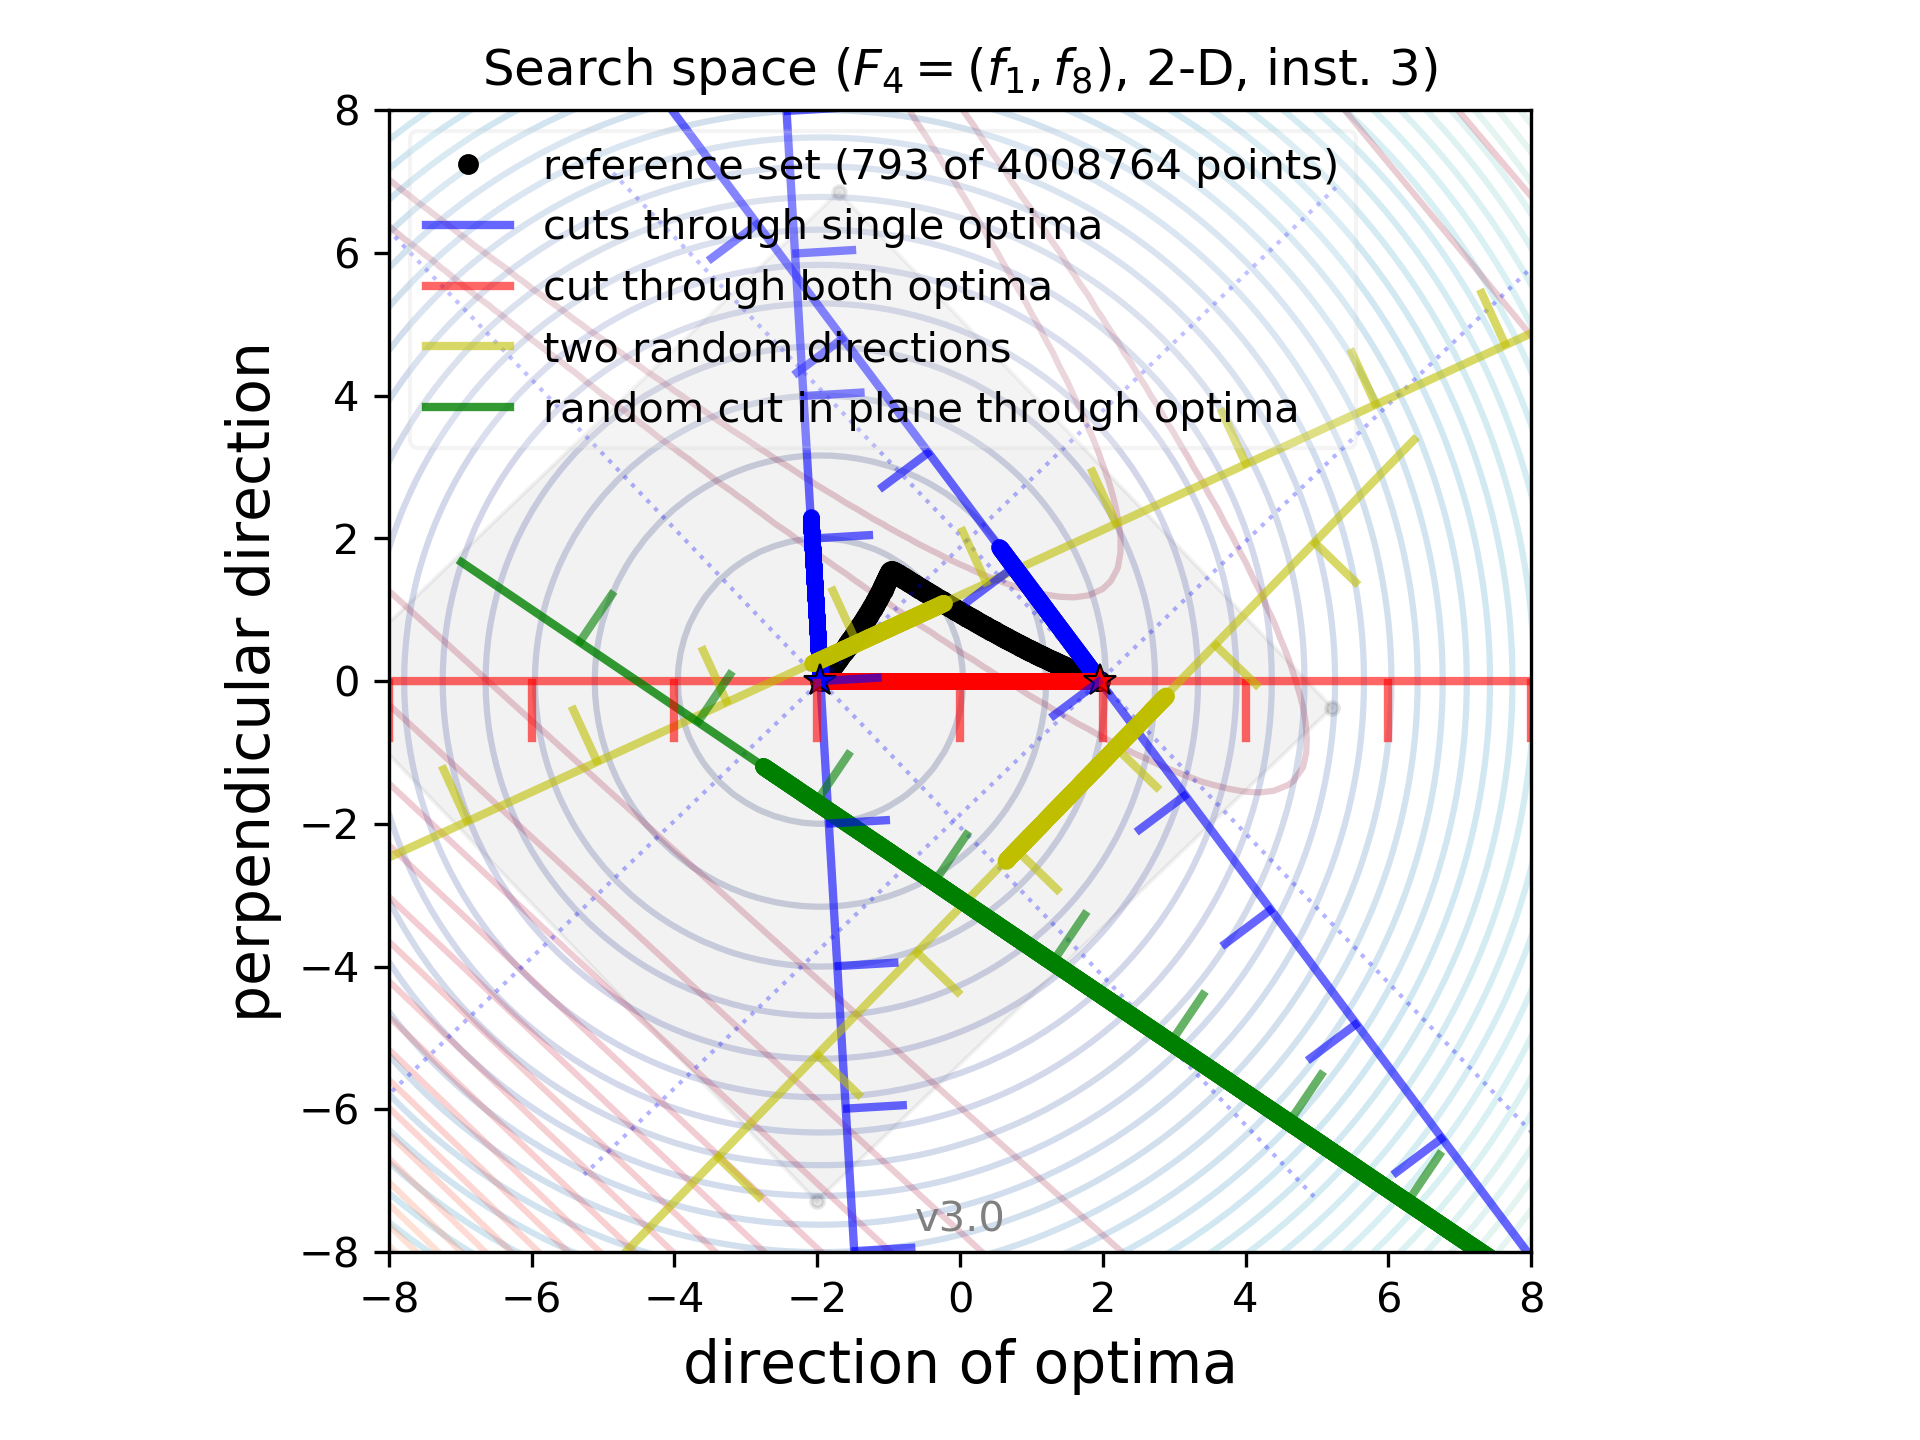 Search space (F₄ = (f₁, f₈), 2-D, inst. 3)
8
6
4
2
0
−2
−4
−6
−8
perpendicular direction
reference set (793 of 4008764 points)
cuts through single optima
cut through both optima
two random directions
random cut in plane through optima
v3.0
−8 −6 −4 −2 0 2 4 6 8
direction of optima